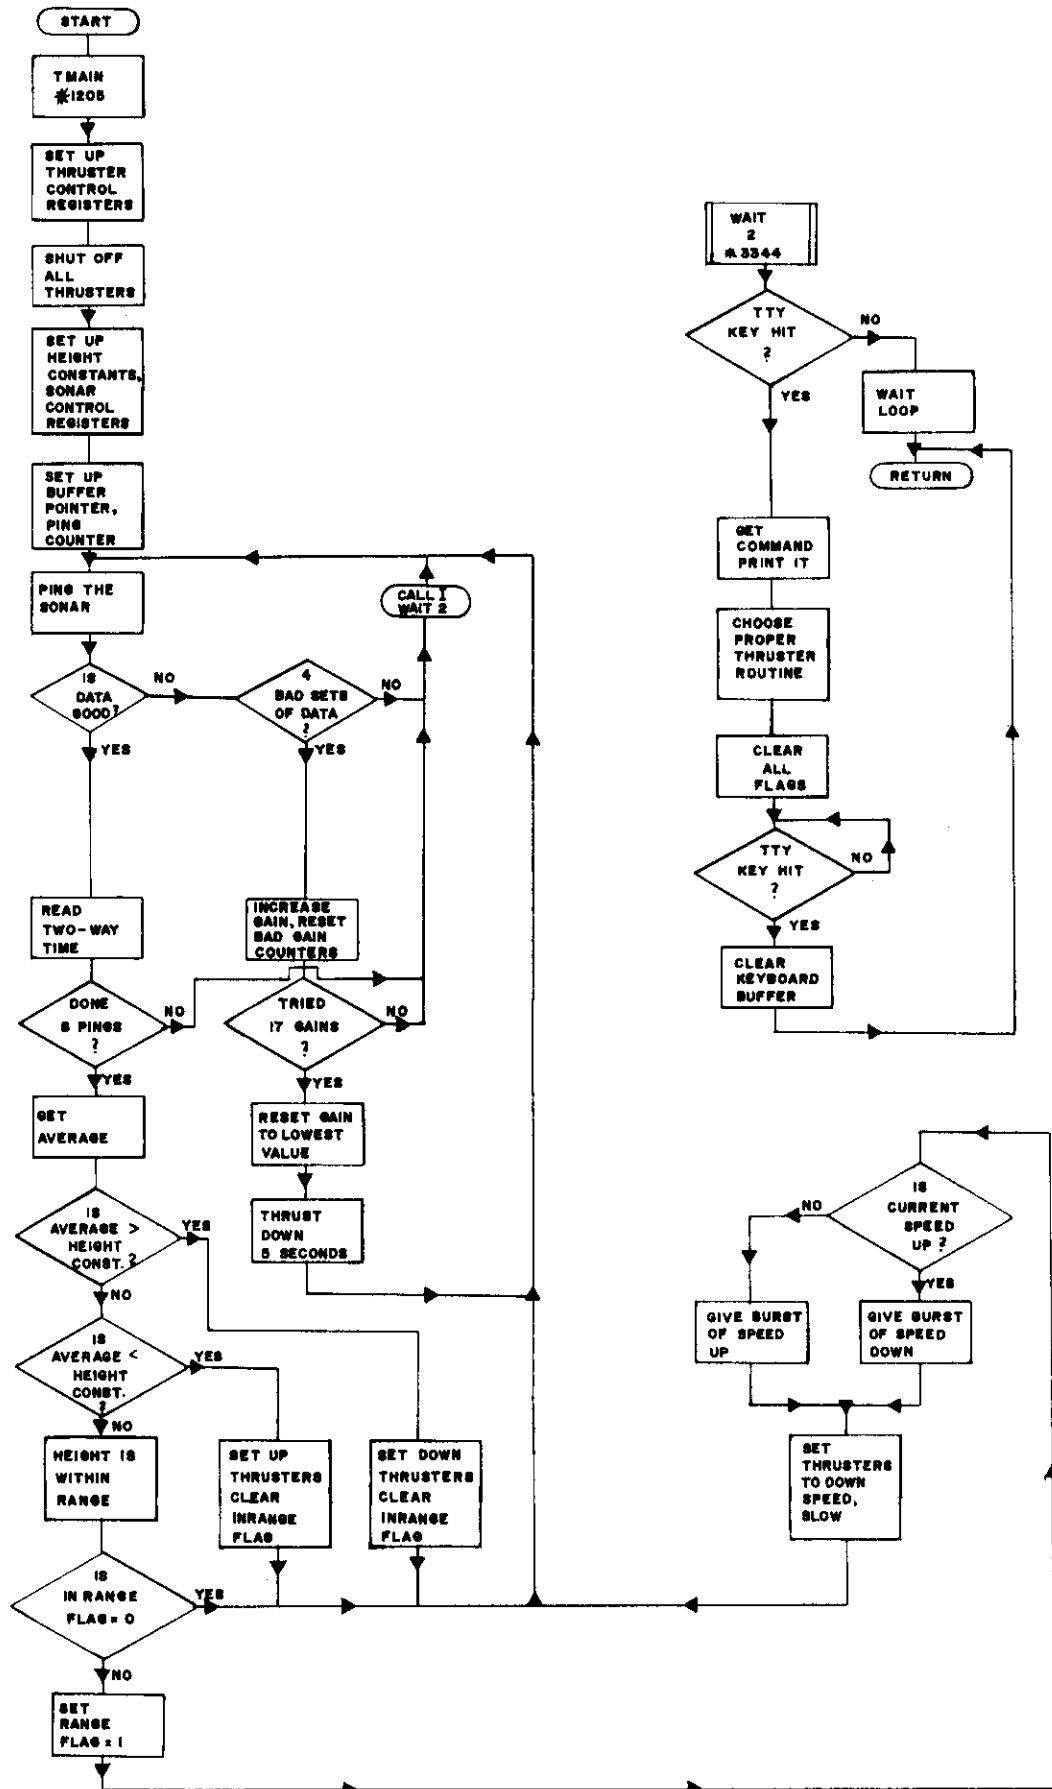 START
TMAIN
*1205
SET UP
THRUSTER
CONTROL
REGISTERS
SHUT OFF
ALL
THRUSTERS
SET UP
HEIGHT
CONSTANTS,
SONAR
CONTROL
REGISTERS
SET UP
BUFFER
POINTER,
PING
COUNTER
PING THE
SONAR
CALL I
WAIT 2
IS
DATA
GOOD?
NO
YES
4
BAD SETS
OF DATA
?
NO
YES
READ
TWO-WAY
TIME
INCREASE
GAIN, RESET
BAD GAIN
COUNTERS
DONE
8 PINGS
?
NO
YES
TRIED
17 GAINS
?
NO
YES
GET
AVERAGE
RESET GAIN
TO LOWEST
VALUE
THRUST
DOWN
5 SECONDS
IS
AVERAGE >
HEIGHT
CONST.?
YES
NO
IS
AVERAGE <
HEIGHT
CONST.
?
YES
NO
HEIGHT IS
WITHIN
RANGE
SET UP
THRUSTERS
CLEAR
INRANGE
FLAG
SET DOWN
THRUSTERS
CLEAR
INRANGE
FLAG
IS
IN RANGE
FLAG = 0
YES
NO
SET
RANGE
FLAG = 1
WAIT
2
*3344
TTY
KEY HIT
?
NO
YES
WAIT
LOOP
RETURN
GET
COMMAND
PRINT IT
CHOOSE
PROPER
THRUSTER
ROUTINE
CLEAR
ALL
FLAGS
TTY
KEY HIT
?
NO
YES
CLEAR
KEYBOARD
BUFFER
IS
CURRENT
SPEED
UP ?
NO
YES
GIVE BURST
OF SPEED
UP
GIVE BURST
OF SPEED
DOWN
SET
THRUSTERS
TO DOWN
SPEED,
SLOW